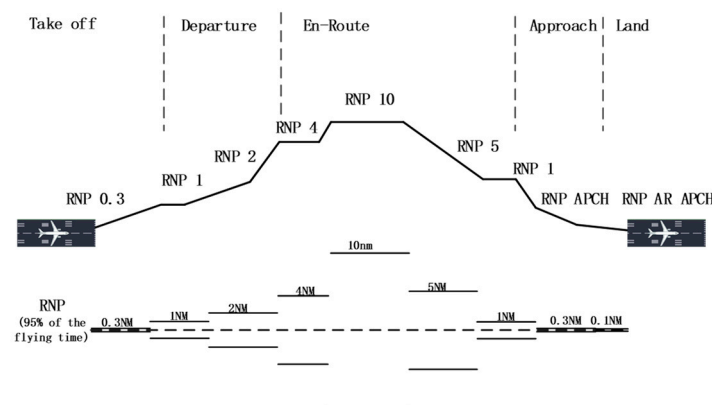 Take off
Departure
En-Route
Approach
Land
RNP 10
RNP 4
RNP 5
RNP 2
RNP 1
RNP 1
RNP 0.3
RNP APCH
RNP AR APCH
10nm
4NM
5NM
2NM
1NM
1NM
0.3NM
0.3NM
0.1NM
RNP
(95% of the
flying time)